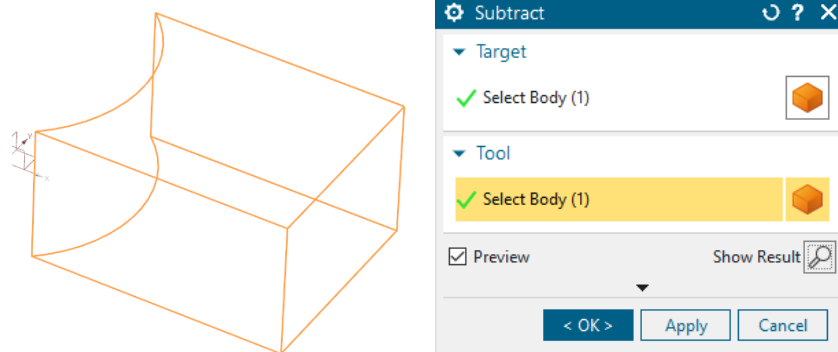 Subtract
?
Target
Select Body (1)
Tool
Select Body (1)
Preview
Show Result
< OK >
Apply
Cancel